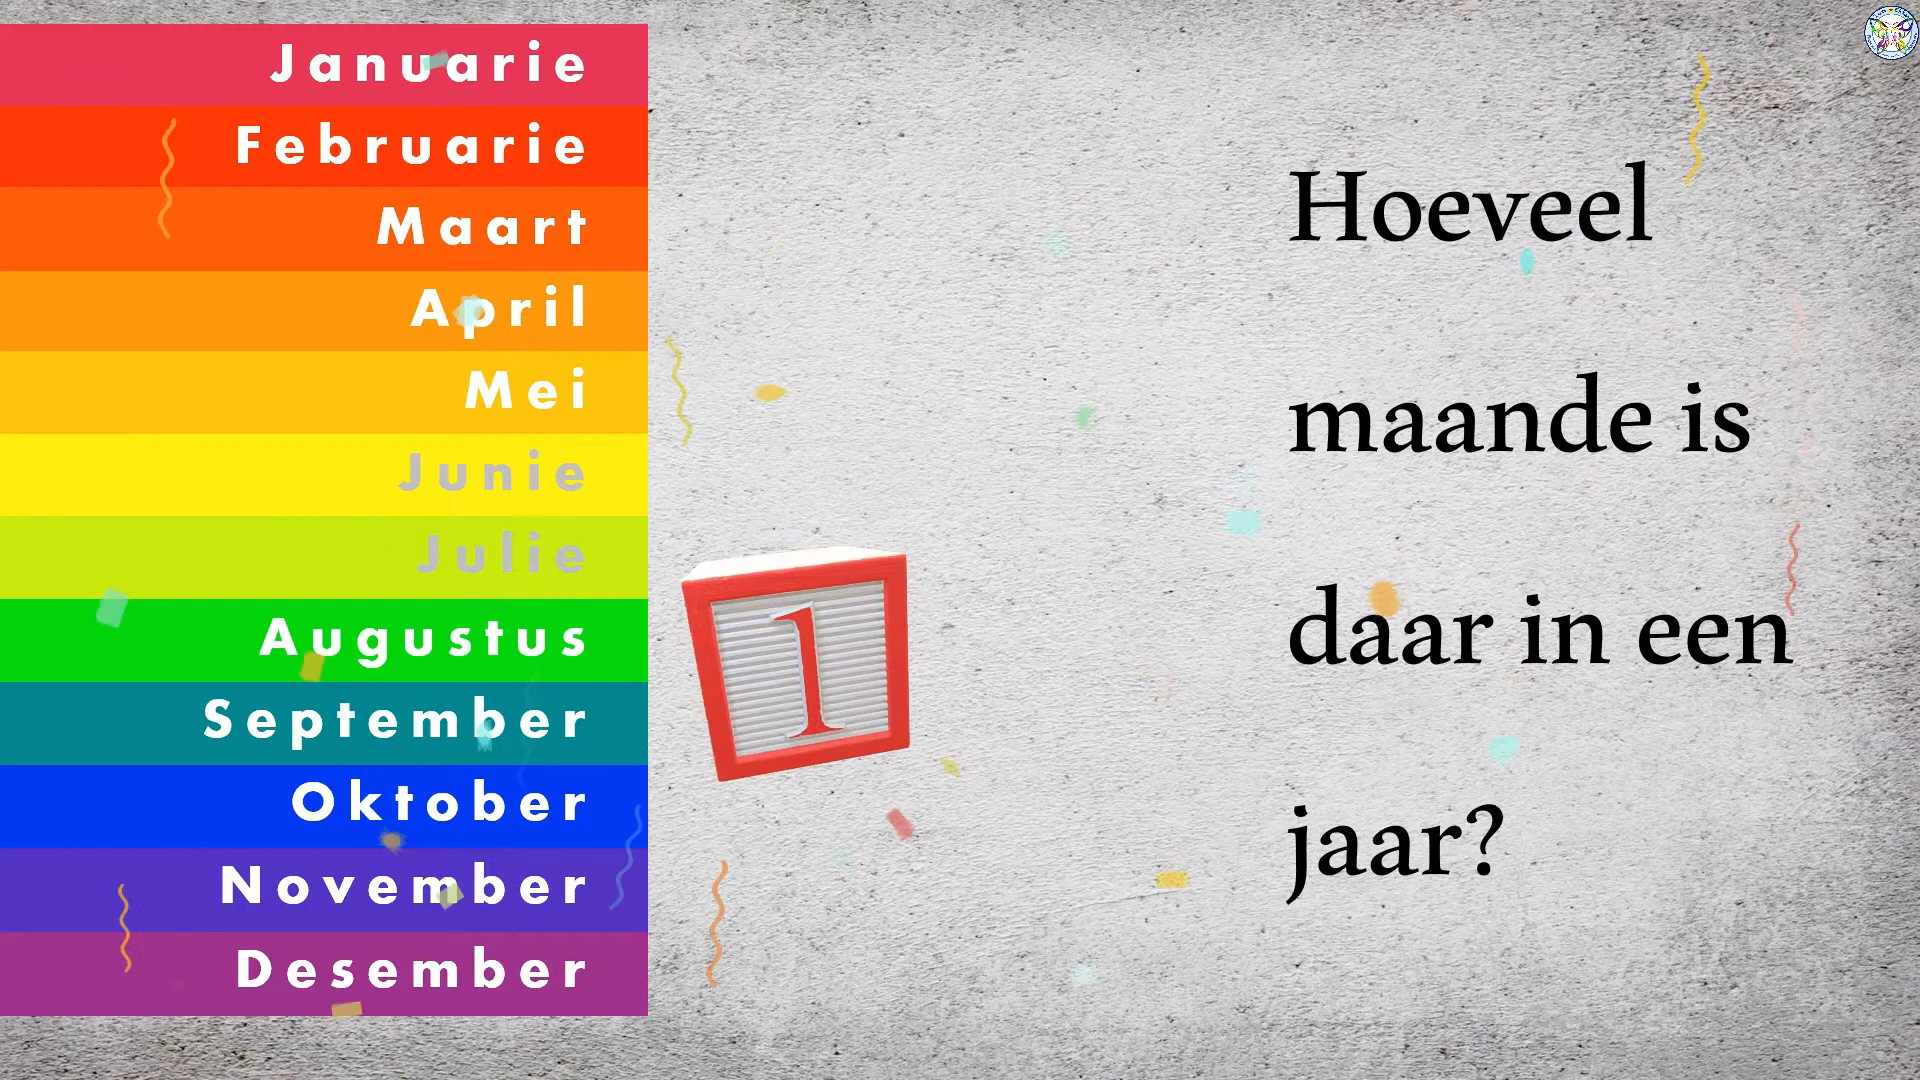 Januarie
Februarie
Maart
April
Mei
Junie
Julie
Augustus
September
Oktober
November
Desember
1
Hoeveel
maande is
daar in een
jaar?